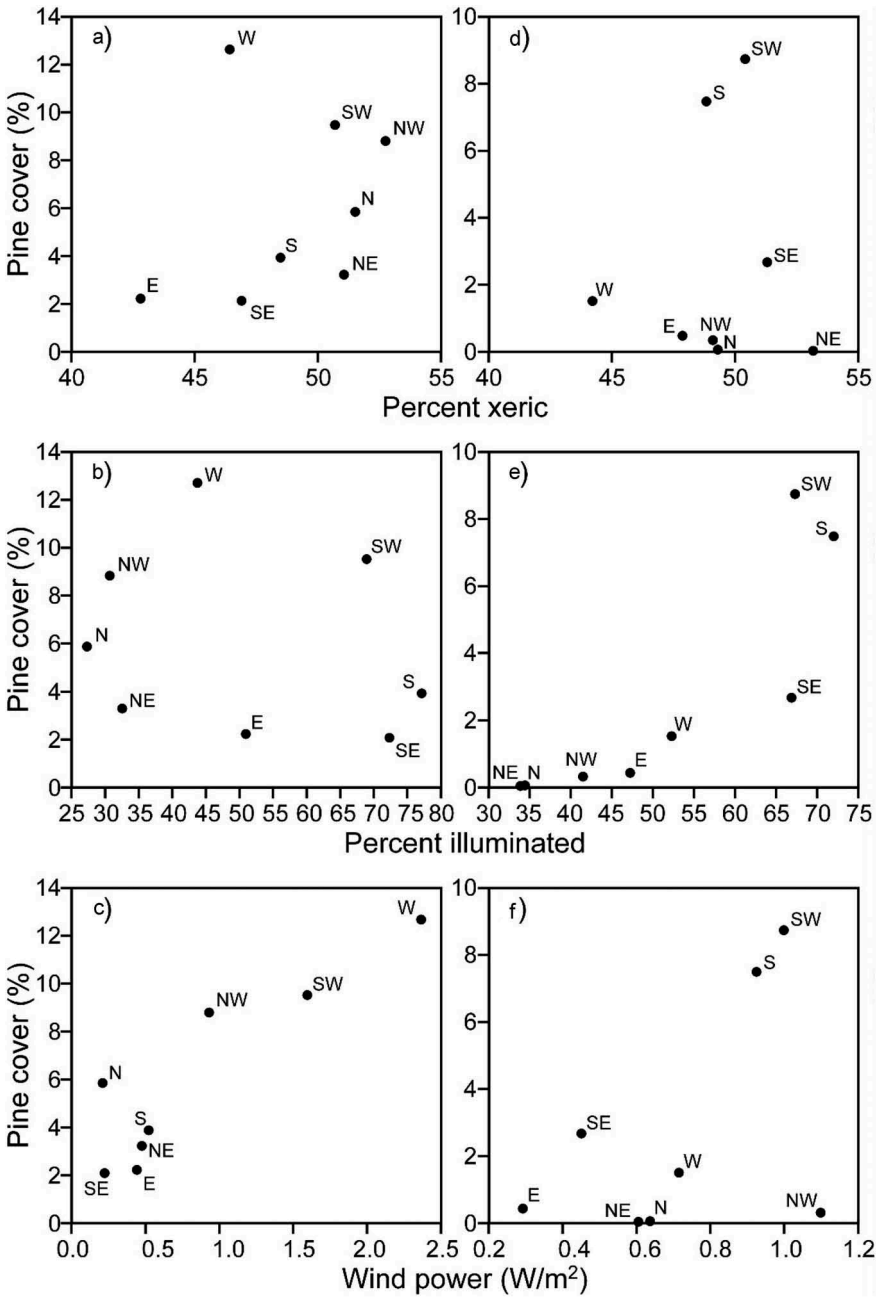 a)
Pine cover (%)
14
12
10
8
6
4
2
0
W
SW
NW
N
S
NE
E
SE
40 45 50 55
d)
10
8
6
4
2
0
SW
S
SE
W
E NW N NE
40 45 50 55
Percent xeric
b)
Pine cover (%)
14
12
10
8
6
4
2
0
W
SW
NW
N
NE
S
E
SE
25 30 35 40 45 50 55 60 65 70 75 80
e)
10
8
6
4
2
0
SW
S
SE
W
NE N NW E
30 35 40 45 50 55 60 65 70 75
Percent illuminated
c)
Pine cover (%)
14
12
10
8
6
4
2
0
W
SW
NW
N
S
NE
SE E
0.0 0.5 1.0 1.5 2.0 2.5
f)
10
8
6
4
2
0
SW
S
SE
W
E NE N NW
0.2 0.4 0.6 0.8 1.0 1.2
Wind power (W/m²)